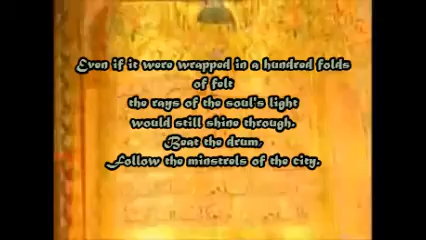 Even if it were wrapped in a hundred folds
of felt
the rays of the soul's light
would still shine through.
Beat the drum,
Follow the minstrels of the city.